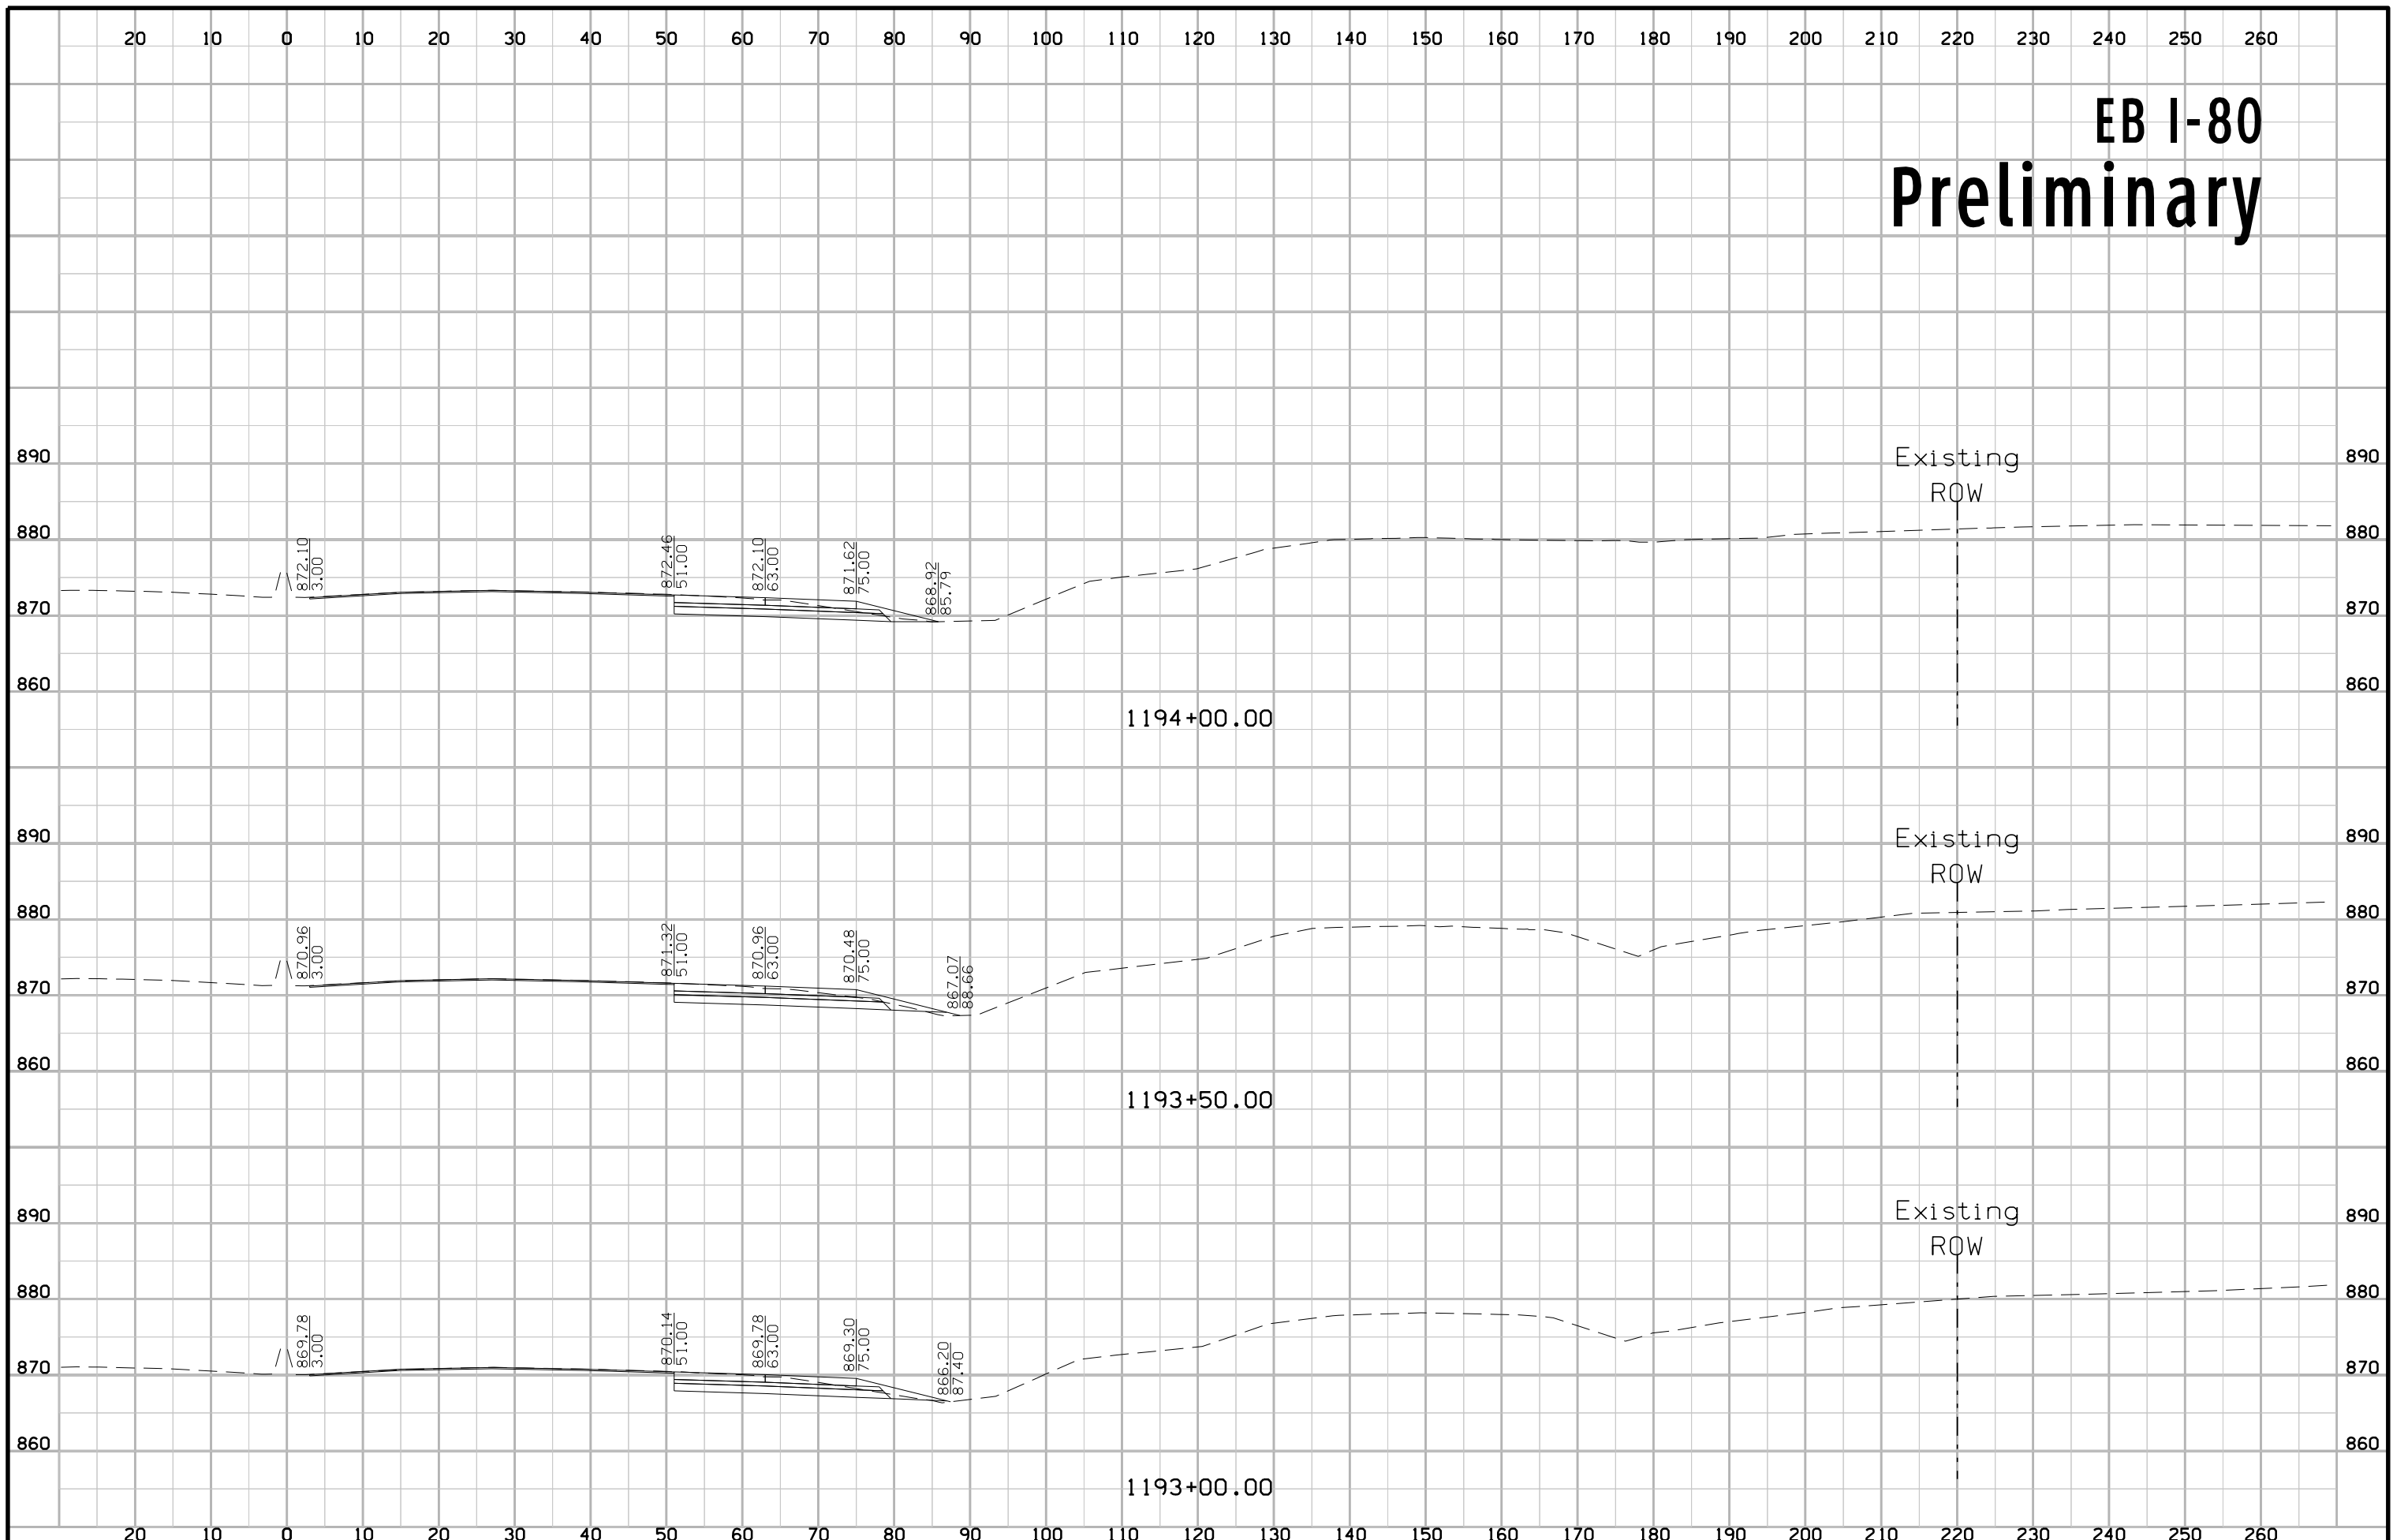 20 10 0 10 20 30 40 50 60 70 80 90 100 110 120 130 140 150 160 170 180 190 200 210 220 230 240 250 260
EB I-80
Preliminary
890 Existing 890
ROW
880 872.10 3.00 872.46 51.00 872.10 63.00 871.62 75.00 868.92 85.79 880
870 870
860 860
1194+00.00
890 Existing 890
ROW
880 870.96 3.00 871.32 51.00 870.96 63.00 870.48 75.00 867.07 88.66 880
870 870
860 860
1193+50.00
890 Existing 890
ROW
880 869.78 3.00 870.14 51.00 869.78 63.00 869.30 75.00 866.20 87.40 880
870 870
860 860
1193+00.00
20 10 0 10 20 30 40 50 60 70 80 90 100 110 120 130 140 150 160 170 180 190 200 210 220 230 240 250 260